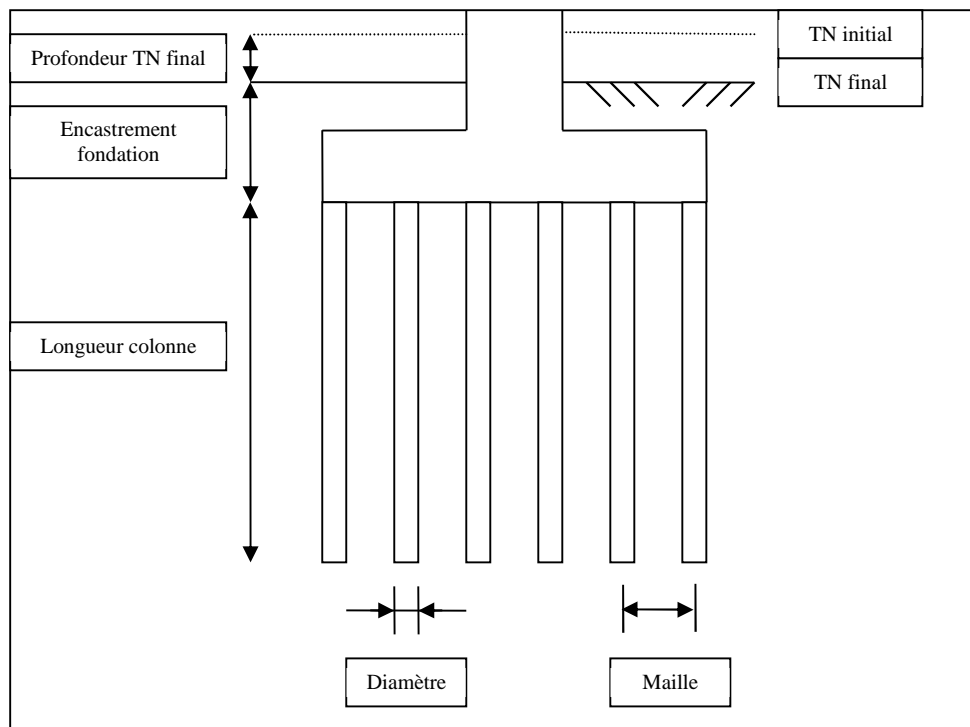 TN initial
Profondeur TN final
TN final
Encastrement
fondation
Longueur colonne
Diamètre
Maille